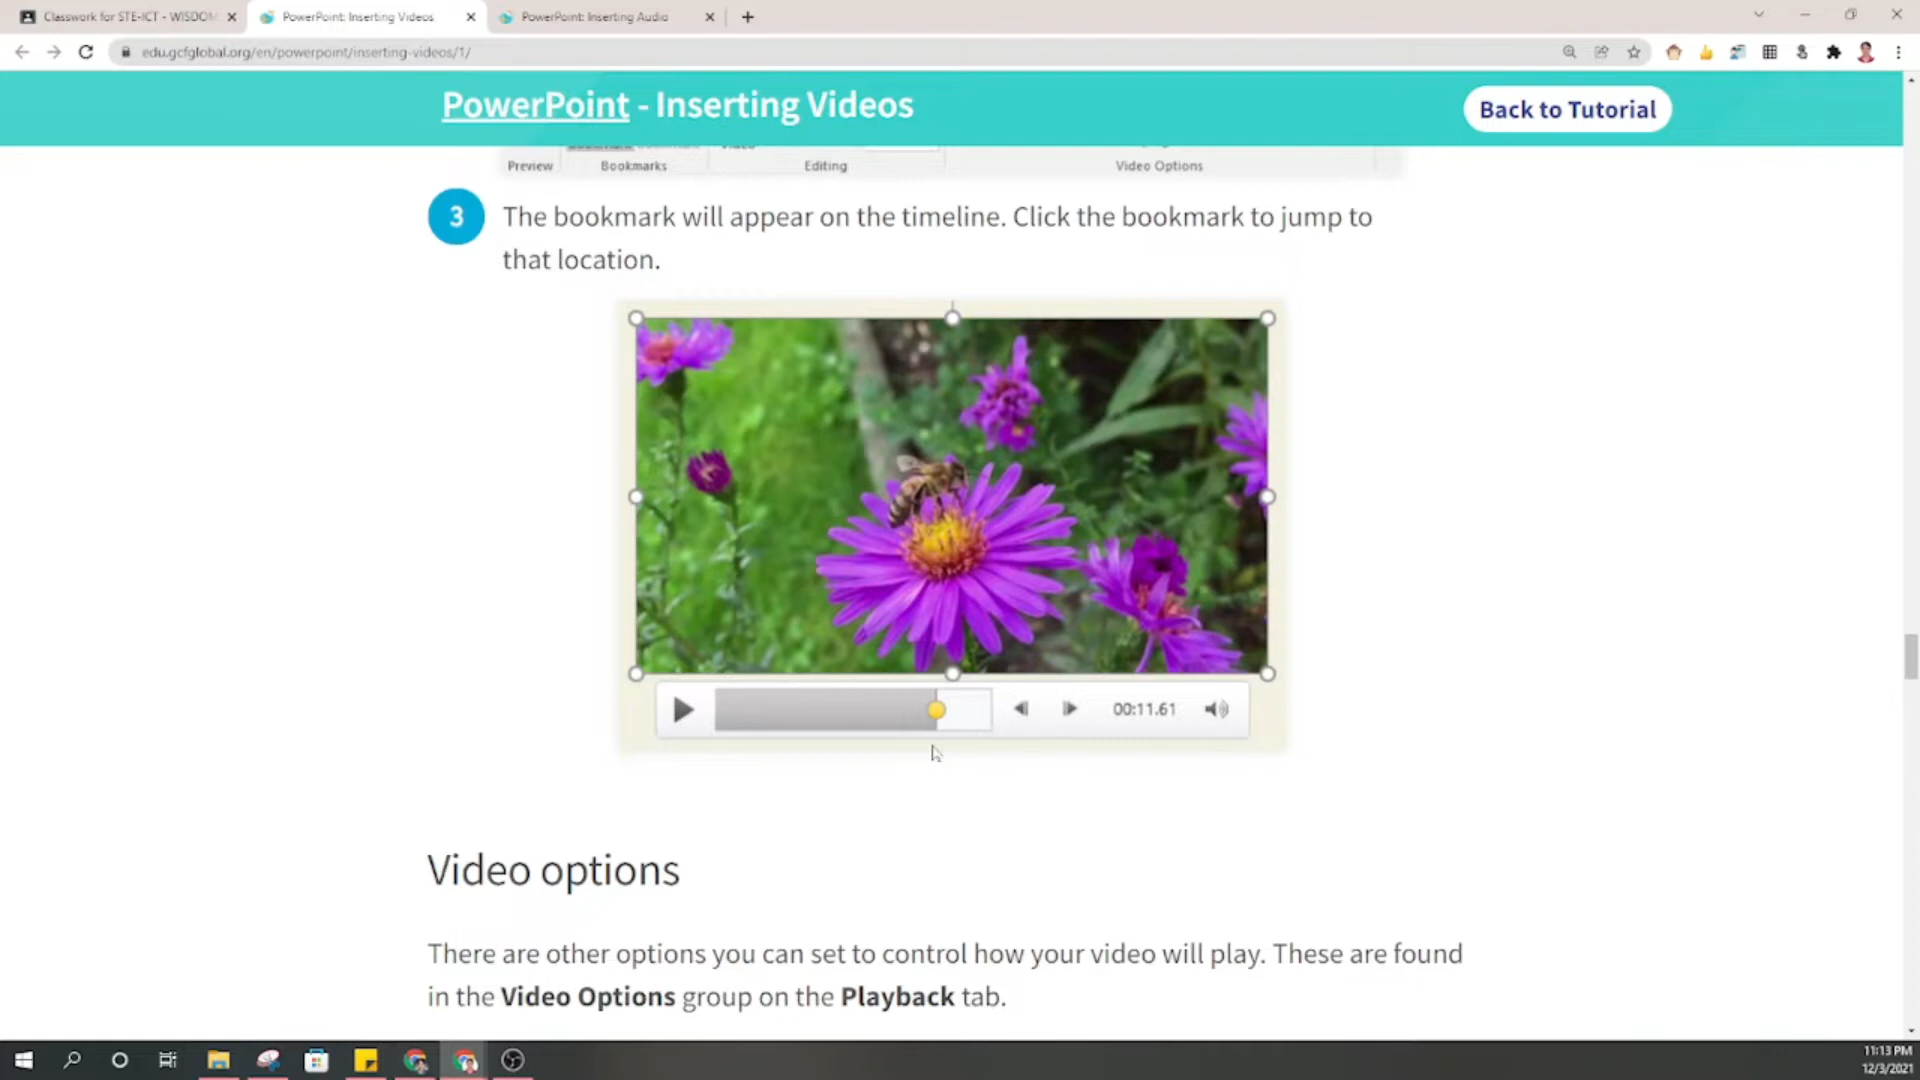 Classwork for STE-ICT - WISDOM
PowerPoint: Inserting Videos
PowerPoint: Inserting Audio
edu.gcfglobal.org/en/powerpoint/inserting-videos/1/
PowerPoint - Inserting Videos
Back to Tutorial
Preview Bookmarks Editing Video Options
3 The bookmark will appear on the timeline. Click the bookmark to jump to
that location.
00:11.61
Video options
There are other options you can set to control how your video will play. These are found
in the Video Options group on the Playback tab.
11:13 PM
12/3/2021